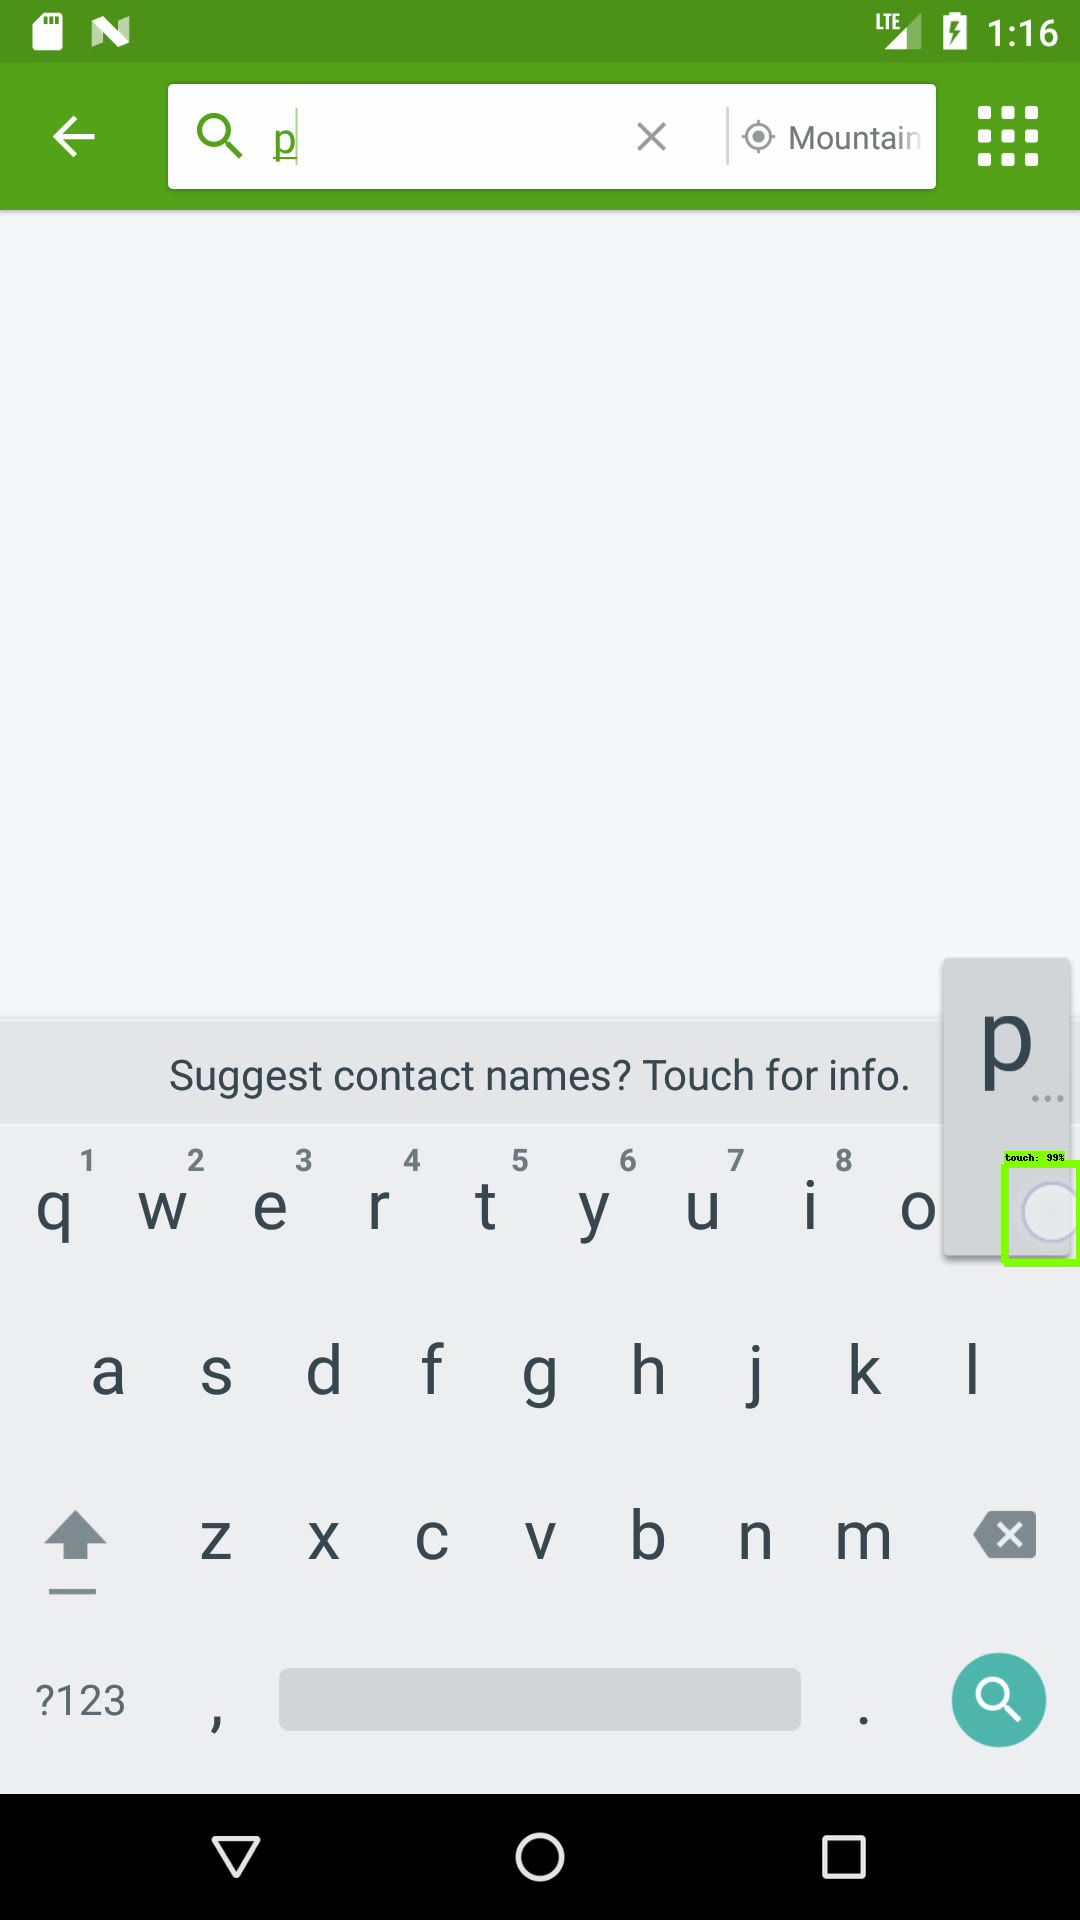 LTE 1:16
p Mountain
p
Suggest contact names? Touch for info.
touch: 99%
1 2 3 4 5 6 7 8
q w e r t y u i o
a s d f g h j k l
z x c v b n m
?123 , .